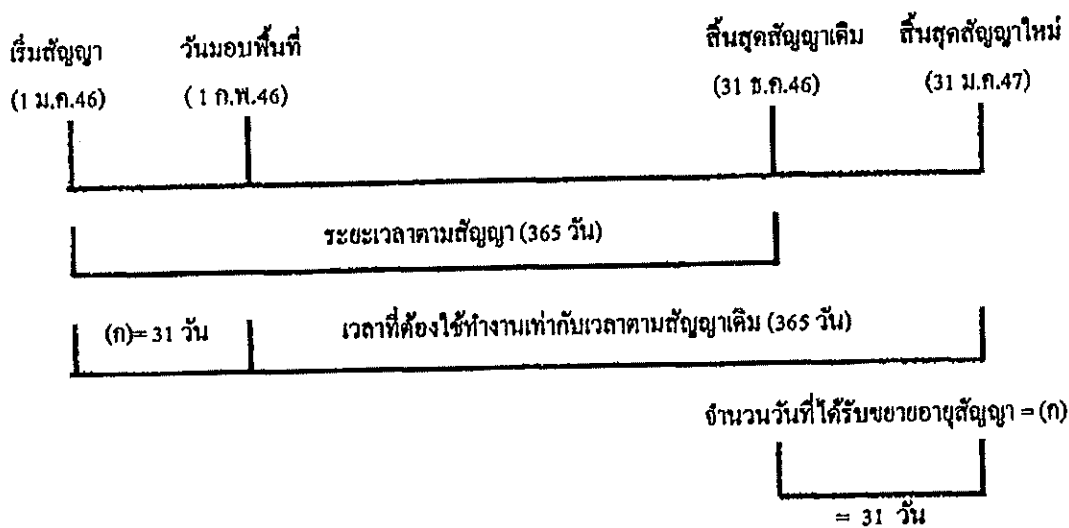 เริ่มสัญญา วันมอบพื้นที่ สิ้นสุดสัญญาเดิม สิ้นสุดสัญญาใหม่
(1 ม.ค.46) ( 1 ก.พ.46) (31 ธ.ค.46) (31 ม.ค.47)
ระยะเวลาตามสัญญา (365 วัน)
(ก)= 31 วัน เวลาที่ต้องใช้ทำงานเท่ากับเวลาตามสัญญาเดิม (365 วัน)
จำนวนวันที่ได้รับขยายอายุสัญญา = (ก)
= 31 วัน